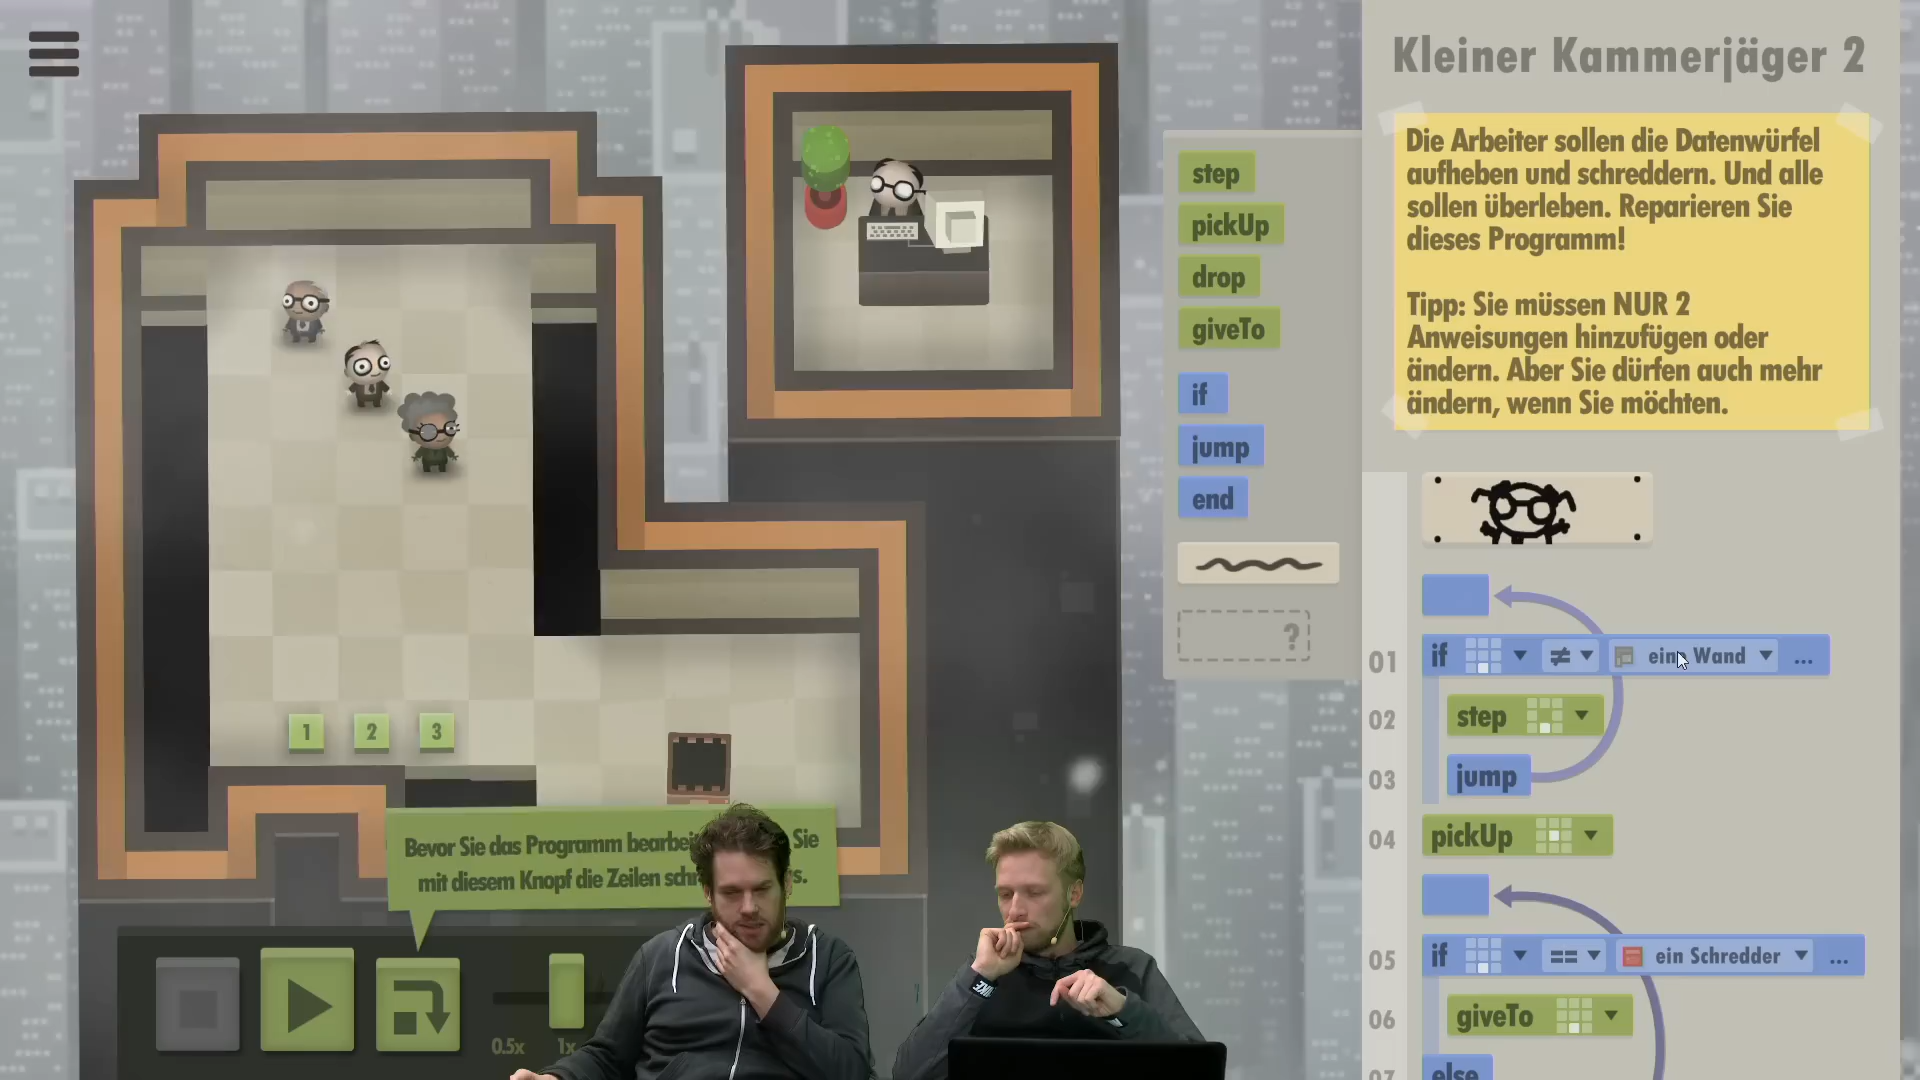 Kleiner Kammerjäger 2
Die Arbeiter sollen die Datenwürfel
aufheben und schreddern. Und alle
sollen überleben. Reparieren Sie
dieses Programm!
Tipp: Sie müssen NUR 2
Anweisungen hinzufügen oder
ändern. Aber Sie dürfen auch mehr
ändern, wenn Sie möchten.
step
pickUp
drop
giveTo
if
jump
end
?
01 if ≠ eine Wand ...
02 step
03 jump
04 pickUp
05 if == ein Schredder ...
06 giveTo
07 else
1 2 3
Bevor Sie das Programm Sie
mit diesem Knopf die Zeilen
0.5x 1x
NIKE